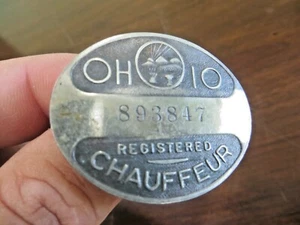 OHIO
893847
REGISTERED
CHAUFFEUR